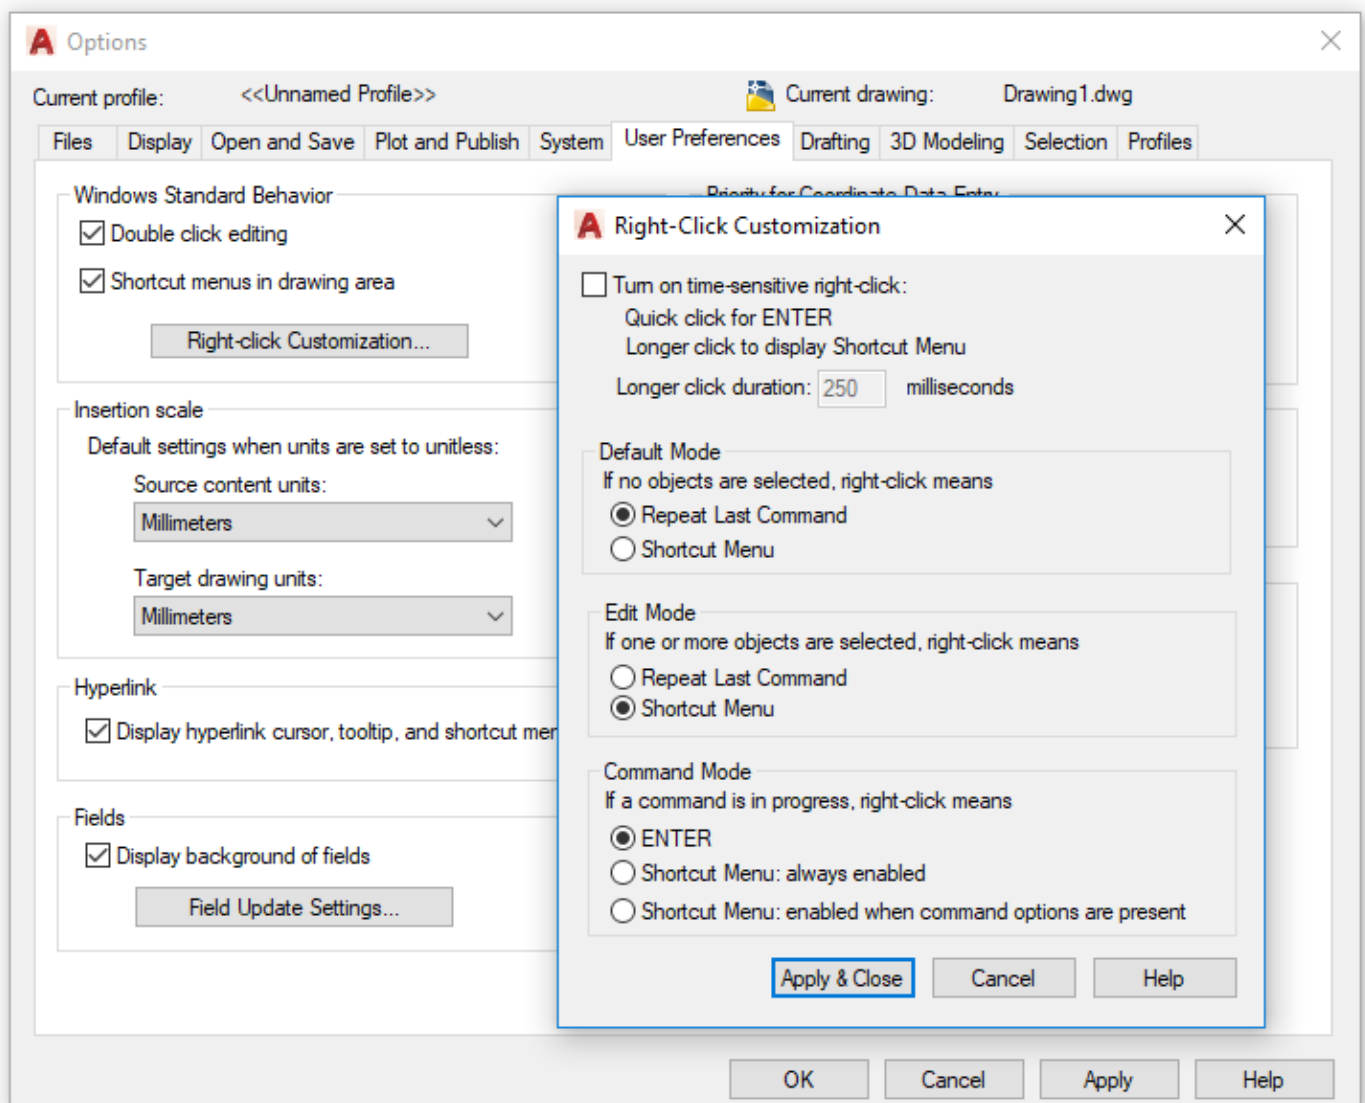 Options
Current profile: <<Unnamed Profile>> Current drawing: Drawing1.dwg
Files Display Open and Save Plot and Publish System User Preferences Drafting 3D Modeling Selection Profiles
Windows Standard Behavior
Double click editing
Shortcut menus in drawing area
Right-click Customization...
Insertion scale
Default settings when units are set to unitless:
Source content units:
Millimeters
Target drawing units:
Millimeters
Hyperlink
Display hyperlink cursor, tooltip, and shortcut mer
Fields
Display background of fields
Field Update Settings...
Priority for Coordinate Data Entry
Right-Click Customization
Turn on time-sensitive right-click:
Quick click for ENTER
Longer click to display Shortcut Menu
Longer click duration: 250 milliseconds
Default Mode
If no objects are selected, right-click means
Repeat Last Command
Shortcut Menu
Edit Mode
If one or more objects are selected, right-click means
Repeat Last Command
Shortcut Menu
Command Mode
If a command is in progress, right-click means
ENTER
Shortcut Menu: always enabled
Shortcut Menu: enabled when command options are present
Apply & Close Cancel Help
OK Cancel Apply Help